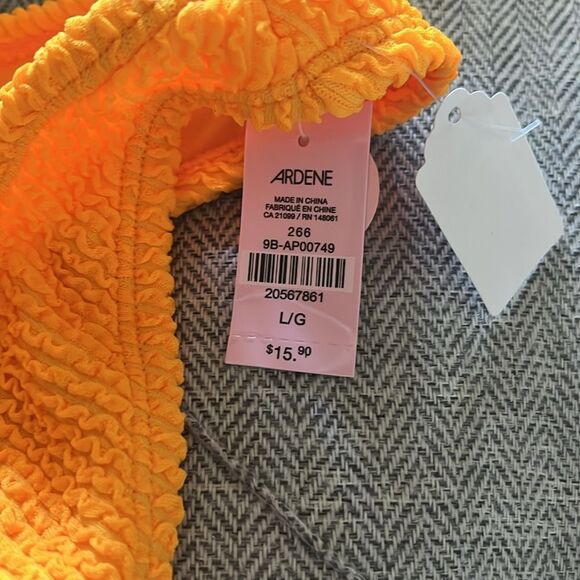 ARDENE
MADE IN CHINA
FABRIQUÉ EN CHINE
CA 21099 / RN 148061
266
9B-AP00749
20567861
L/G
$15.90